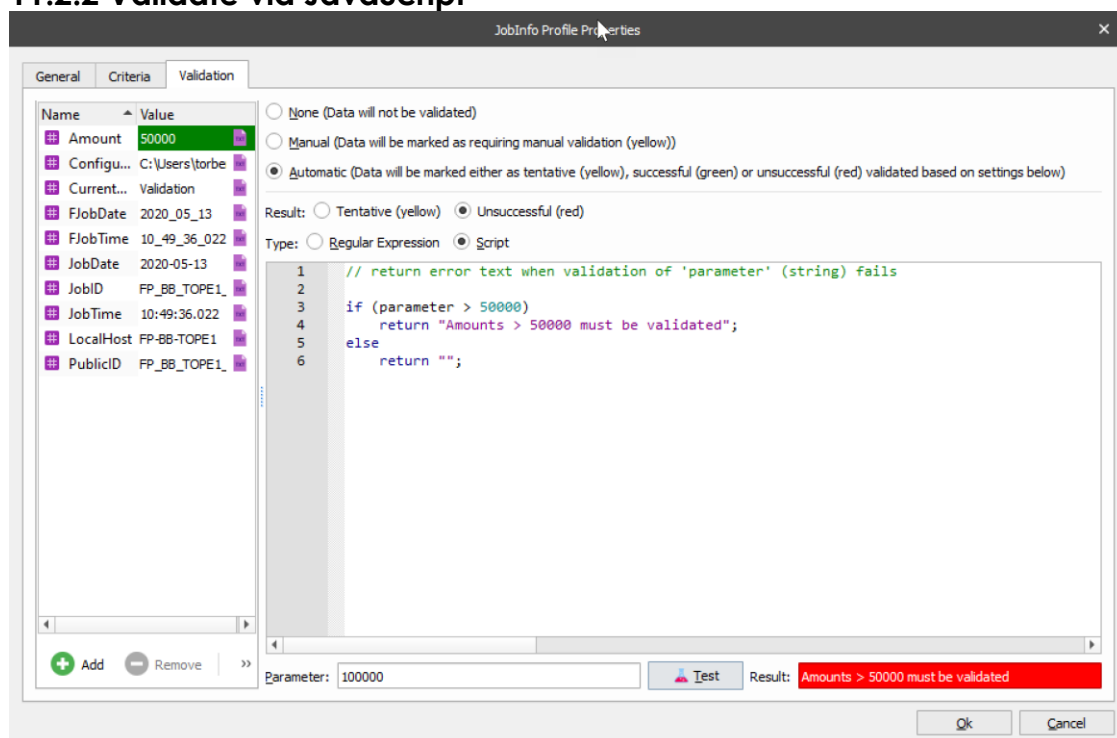 11.2.2 Validate via JavaScript
JobInfo Profile Properties
General Criteria Validation
Name Value
Amount 50000
Configu... C:\Users\torbe
Current... Validation
FJobDate 2020_05_13
FJobTime 10_49_36_022
JobDate 2020-05-13
JobID FP_BB_TOPE1_
JobTime 10:49:36.022
LocalHost FP-BB-TOPE1
PublicID FP_BB_TOPE1_
Add Remove »
None (Data will not be validated)
Manual (Data will be marked as requiring manual validation (yellow))
Automatic (Data will be marked either as tentative (yellow), successful (green) or unsuccessful (red) validated based on settings below)
Result: Tentative (yellow) Unsuccessful (red)
Type: Regular Expression Script
1 // return error text when validation of 'parameter' (string) fails
2
3 if (parameter > 50000)
4 return "Amounts > 50000 must be validated";
5 else
6 return "";
Parameter: 100000 Test Result: Amounts > 50000 must be validated
Ok Cancel